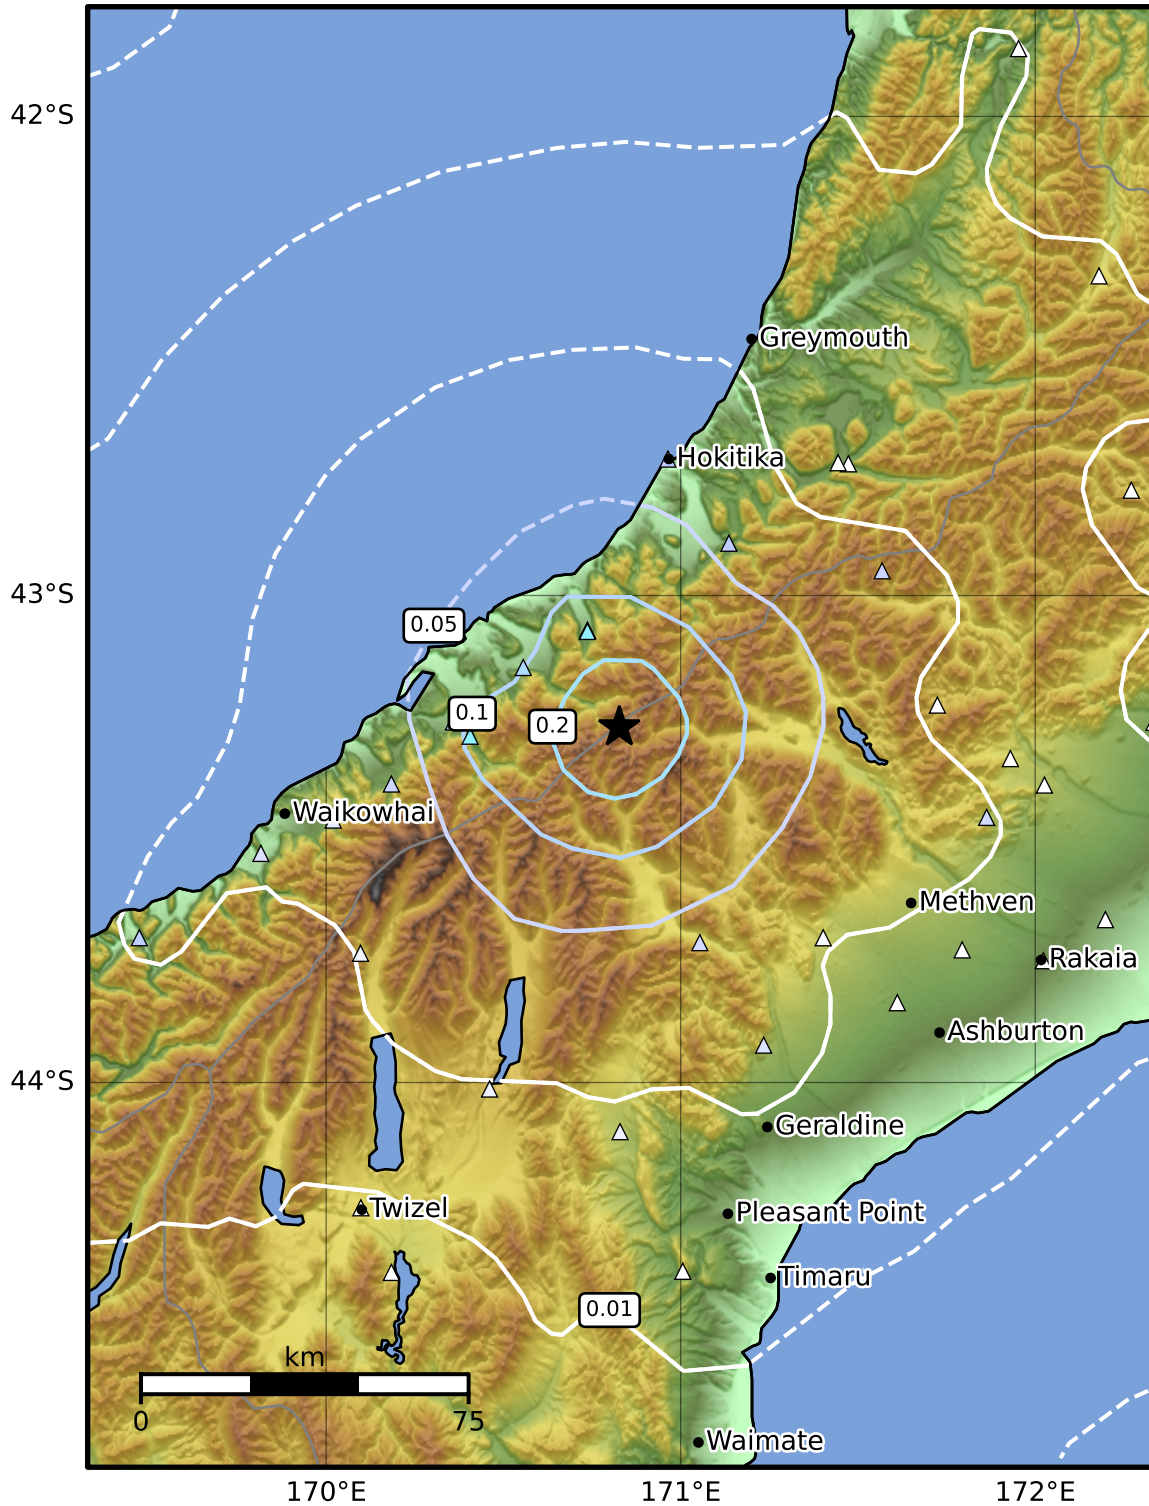 42°S
Greymouth
Hokitika
43°S
0.05
0.1
0.2
Waikowhai
Methven
Rakaia
Ashburton
44°S
Geraldine
Twizel
Pleasant Point
Timaru
0.01
km
0
75
Waimate
170°E
171°E
172°E